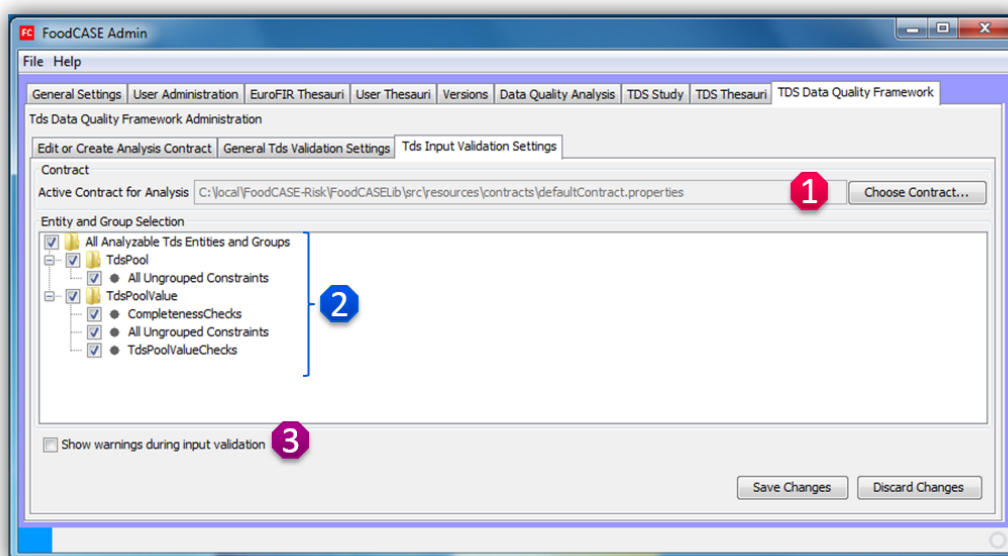 FC FoodCASE Admin
File Help
General Settings User Administration EuroFIR Thesauri User Thesauri Versions Data Quality Analysis TDS Study TDS Thesauri TDS Data Quality Framework
Tds Data Quality Framework Administration
Edit or Create Analysis Contract General Tds Validation Settings Tds Input Validation Settings
Contract
Active Contract for Analysis C:\local\FoodCASE-Risk\FoodCASELib\src\resources\contracts\defaultContract.properties 1 Choose Contract...
Entity and Group Selection
All Analyzable Tds Entities and Groups
TdsPool
All Ungrouped Constraints
TdsPoolValue 2
CompletenessChecks
All Ungrouped Constraints
TdsPoolValueChecks
Show warnings during input validation 3
Save Changes Discard Changes